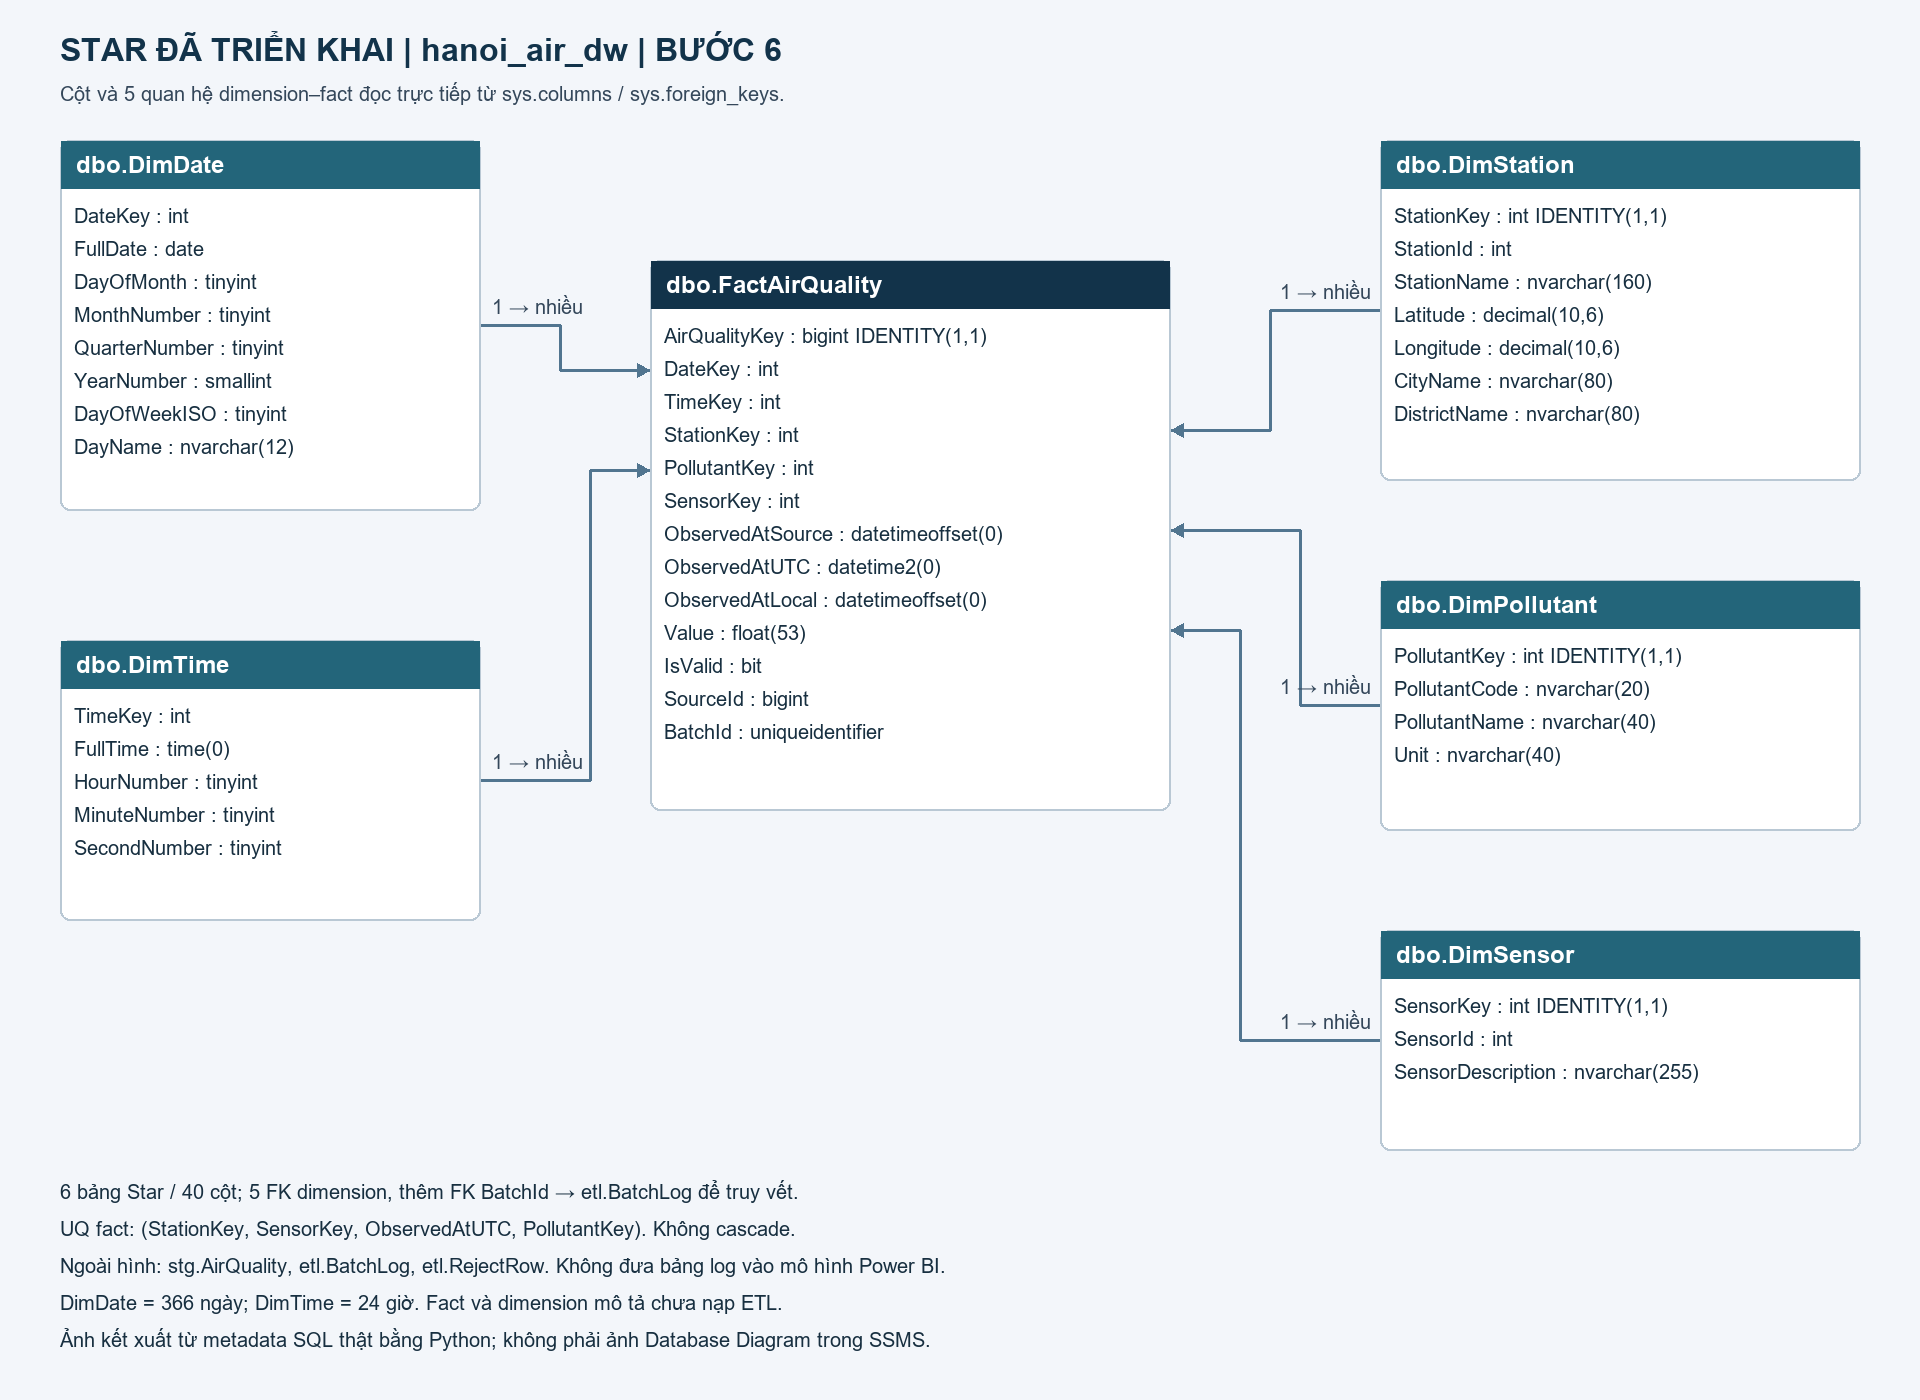 STAR ĐÃ TRIỂN KHAI | hanoi_air_dw | BƯỚC 6
Cột và 5 quan hệ dimension–fact đọc trực tiếp từ sys.columns / sys.foreign_keys.
dbo.DimDate
DateKey : int
FullDate : date
DayOfMonth : tinyint
MonthNumber : tinyint
QuarterNumber : tinyint
YearNumber : smallint
DayOfWeekISO : tinyint
DayName : nvarchar(12)
1 → nhiều
dbo.DimTime
TimeKey : int
FullTime : time(0)
HourNumber : tinyint
MinuteNumber : tinyint
SecondNumber : tinyint
1 → nhiều
dbo.FactAirQuality
AirQualityKey : bigint IDENTITY(1,1)
DateKey : int
TimeKey : int
StationKey : int
PollutantKey : int
SensorKey : int
ObservedAtSource : datetimeoffset(0)
ObservedAtUTC : datetime2(0)
ObservedAtLocal : datetimeoffset(0)
Value : float(53)
IsValid : bit
SourceId : bigint
BatchId : uniqueidentifier
dbo.DimStation
StationKey : int IDENTITY(1,1)
StationId : int
StationName : nvarchar(160)
Latitude : decimal(10,6)
Longitude : decimal(10,6)
CityName : nvarchar(80)
DistrictName : nvarchar(80)
1 → nhiều
dbo.DimPollutant
PollutantKey : int IDENTITY(1,1)
PollutantCode : nvarchar(20)
PollutantName : nvarchar(40)
Unit : nvarchar(40)
1 → nhiều
dbo.DimSensor
SensorKey : int IDENTITY(1,1)
SensorId : int
SensorDescription : nvarchar(255)
1 → nhiều
6 bảng Star / 40 cột; 5 FK dimension, thêm FK BatchId → etl.BatchLog để truy vết.
UQ fact: (StationKey, SensorKey, ObservedAtUTC, PollutantKey). Không cascade.
Ngoài hình: stg.AirQuality, etl.BatchLog, etl.RejectRow. Không đưa bảng log vào mô hình Power BI.
DimDate = 366 ngày; DimTime = 24 giờ. Fact và dimension mô tả chưa nạp ETL.
Ảnh kết xuất từ metadata SQL thật bằng Python; không phải ảnh Database Diagram trong SSMS.